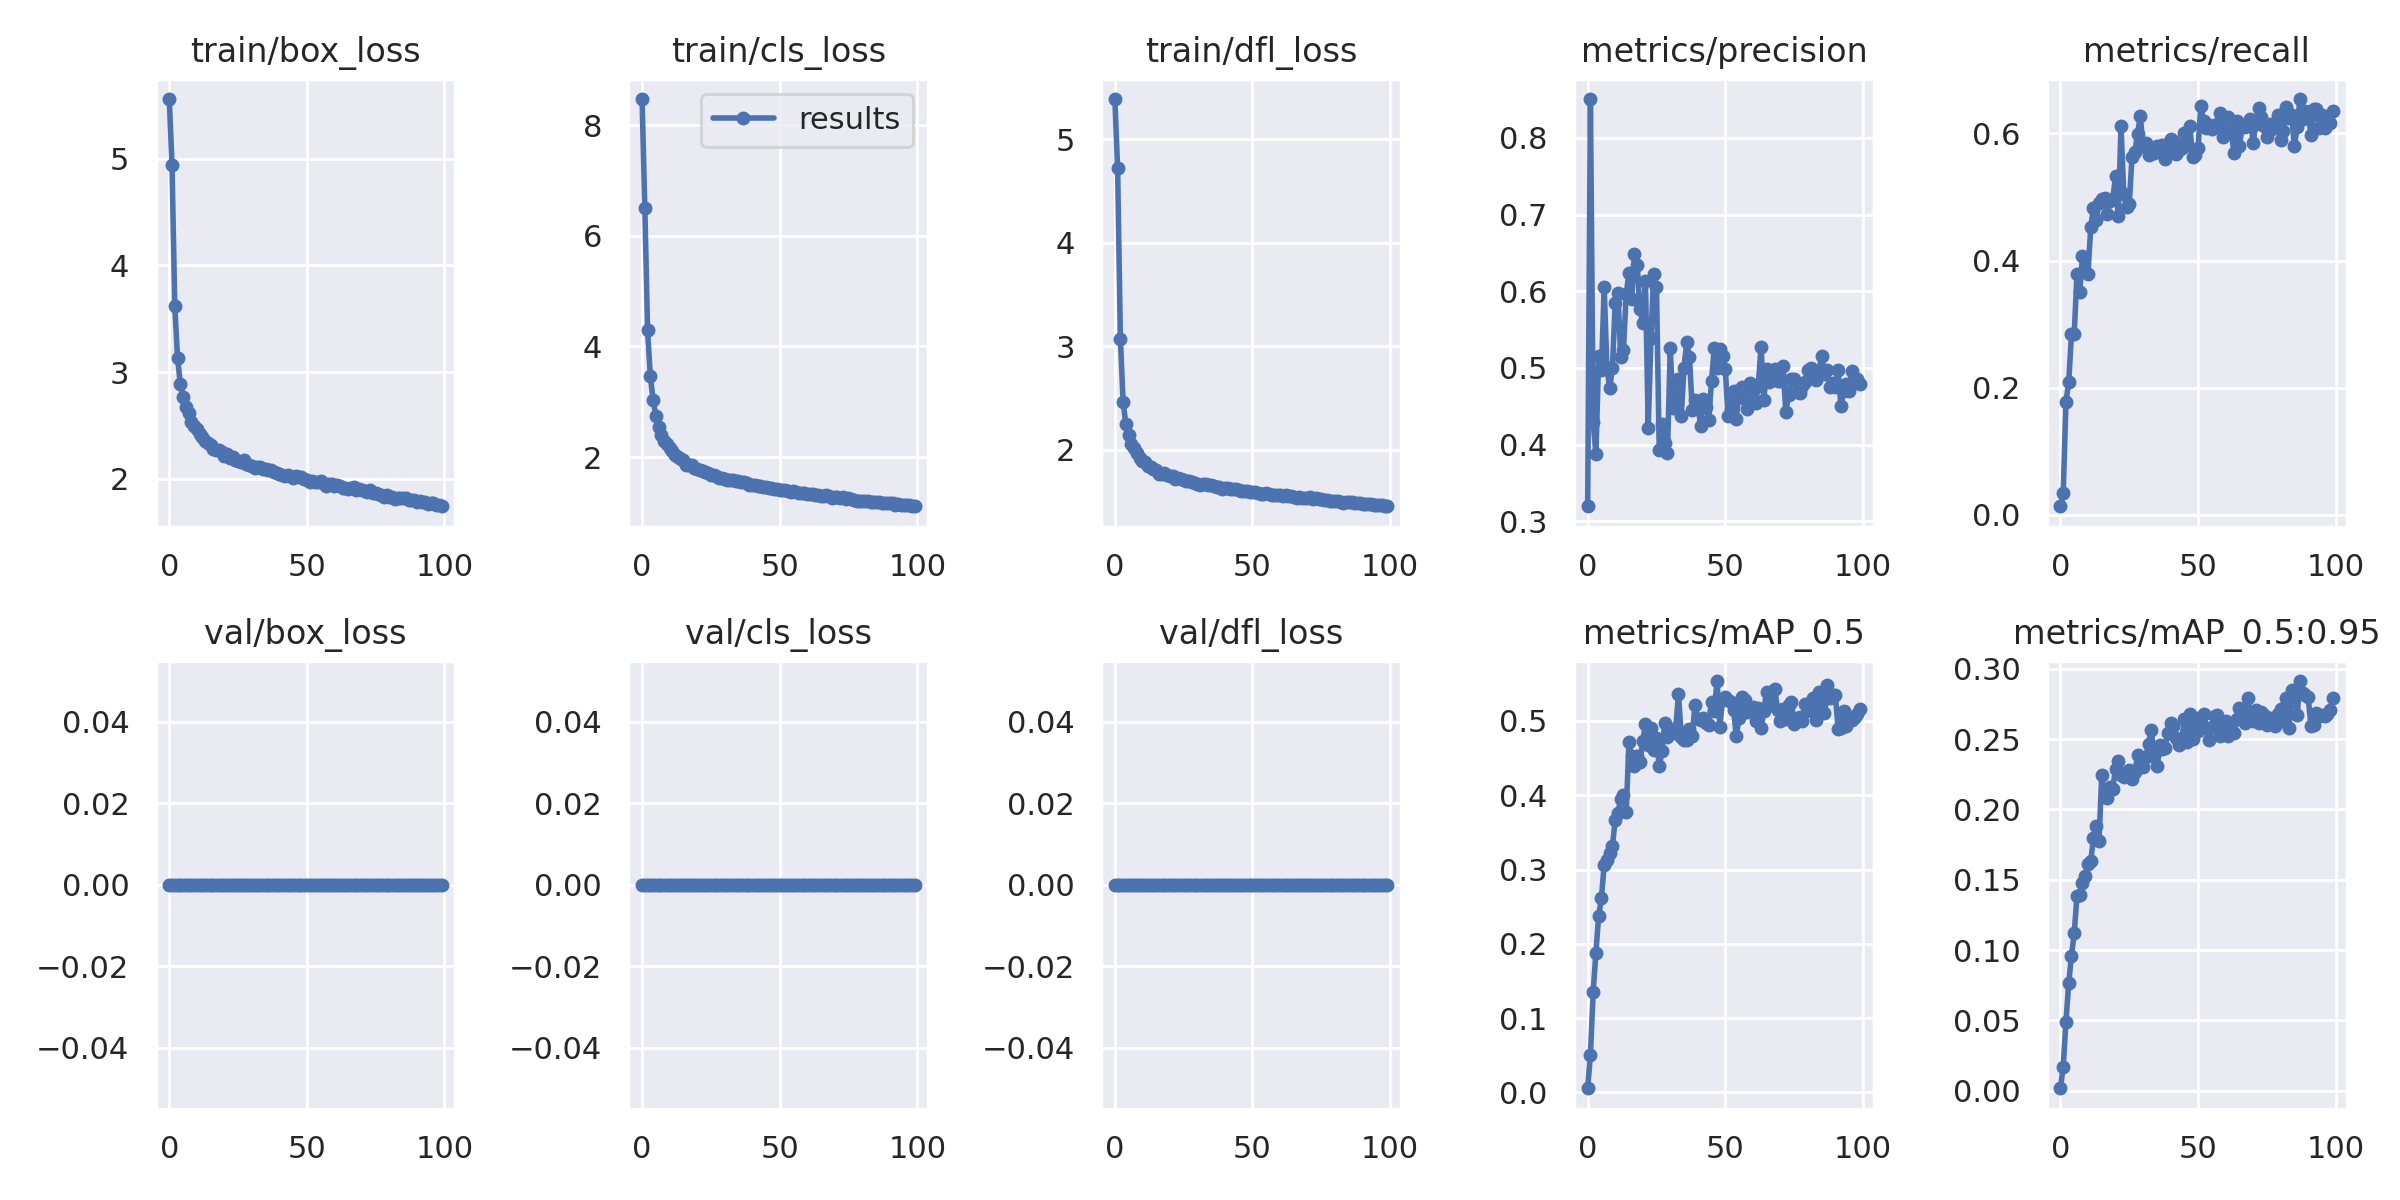 train/box_loss
train/cls_loss
train/dfl_loss
metrics/precision
metrics/recall
results
5
4
3
2
0 50 100
8
6
4
2
0 50 100
5
4
3
2
0 50 100
0.8
0.7
0.6
0.5
0.4
0.3
0 50 100
0.6
0.4
0.2
0.0
0 50 100
val/box_loss
val/cls_loss
val/dfl_loss
metrics/mAP_0.5
metrics/mAP_0.5:0.95
0.04
0.02
0.00
−0.02
−0.04
0 50 100
0.04
0.02
0.00
−0.02
−0.04
0 50 100
0.04
0.02
0.00
−0.02
−0.04
0 50 100
0.5
0.4
0.3
0.2
0.1
0.0
0 50 100
0.30
0.25
0.20
0.15
0.10
0.05
0.00
0 50 100